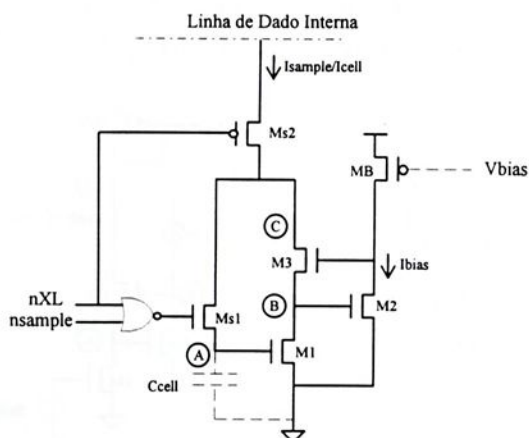 Linha de Dado Interna
Isample/Icell
Ms2
MB
Vbias
C
M3
Ibias
nXL
nsample
Ms1
B
M2
A
M1
Ccell